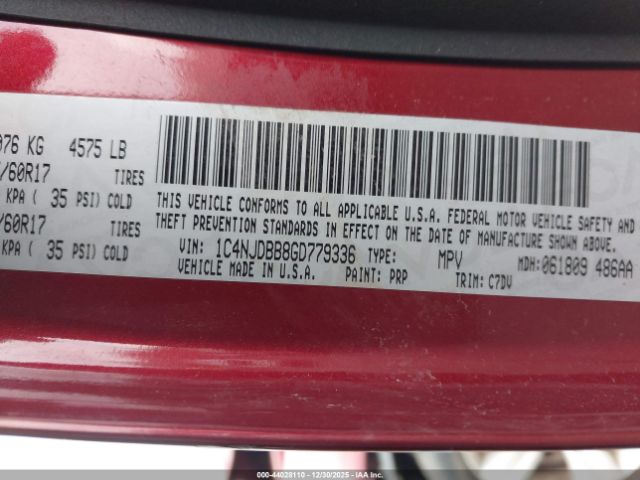 076 KG 4575 LB
/60R17 TIRES
KPA ( 35 PSI) COLD
/60R17 TIRES
KPA ( 35 PSI) COLD
THIS VEHICLE CONFORMS TO ALL APPLICABLE U.S.A. FEDERAL MOTOR VEHICLE SAFETY AND
THEFT PREVENTION STANDARDS IN EFFECT ON THE DATE OF MANUFACTURE SHOWN ABOVE.
VIN: 1C4NJDBB8GD779336 TYPE: MPV MDH: 061809 486AA
VEHICLE MADE IN U.S.A. PAINT: PRP TRIM: C7DV
000-44028110 - 12/30/2025 - IAA Inc.